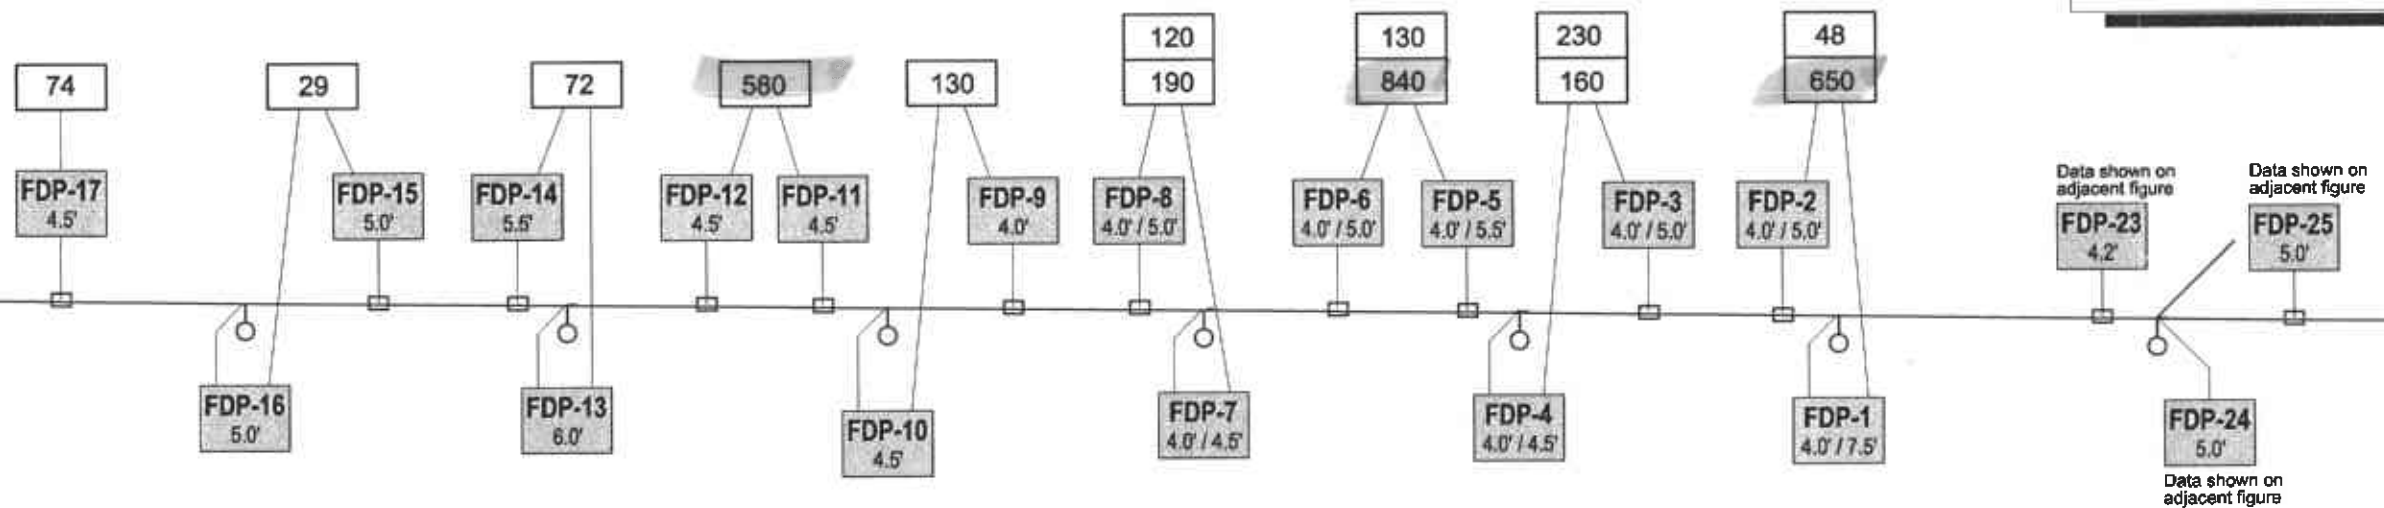 120
130
230
48
74
29
72
580
130
190
840
160
650
Data shown on
adjacent figure
Data shown on
adjacent figure
FDP-17
4.5'
FDP-15
5.0'
FDP-14
5.5'
FDP-12
4.5'
FDP-11
4.5'
FDP-9
4.0'
FDP-8
4.0' / 5.0'
FDP-6
4.0' / 5.0'
FDP-5
4.0' / 5.5'
FDP-3
4.0' / 5.0'
FDP-2
4.0' / 5.0'
FDP-23
4.2'
FDP-25
5.0'
FDP-16
5.0'
FDP-13
6.0'
FDP-10
4.5'
FDP-7
4.0' / 4.5'
FDP-4
4.0' / 4.5'
FDP-1
4.0' / 7.5'
FDP-24
5.0'
Data shown on
adjacent figure